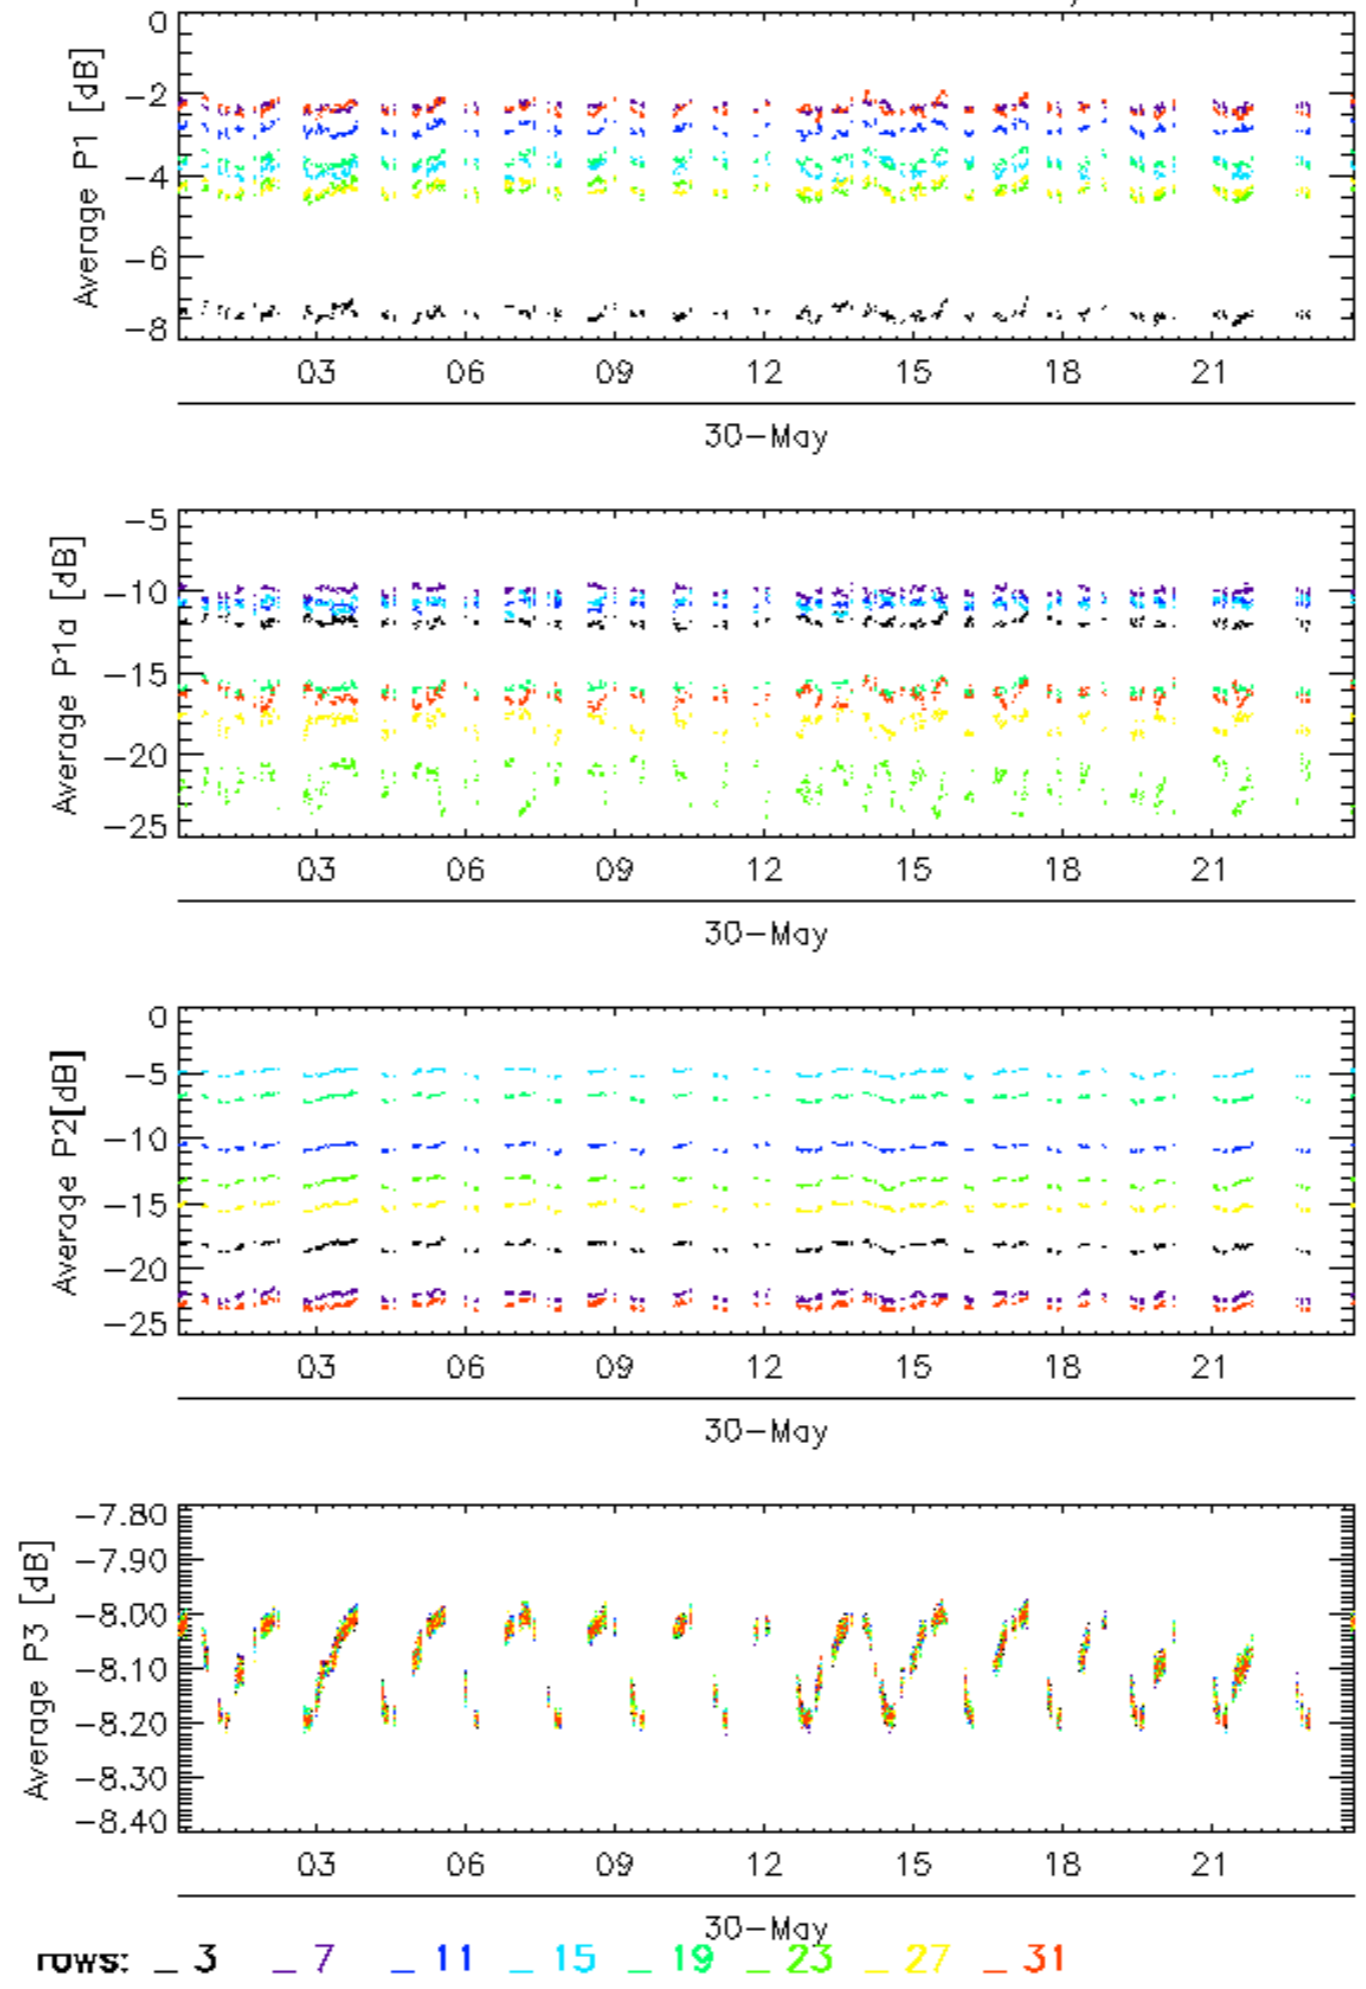 0
-2
-4
-6
-8
Average P1 [dB]
03 06 09 12 15 18 21
30-May
-5
-10
-15
-20
-25
Average P1a [dB]
03 06 09 12 15 18 21
30-May
0
-5
-10
-15
-20
-25
Average P2[dB]
03 06 09 12 15 18 21
30-May
-7.80
-7.90
-8.00
-8.10
-8.20
-8.30
-8.40
Average P3 [dB]
03 06 09 12 15 18 21
30-May
rows: _ 3 _ 7 _ 11 _ 15 _ 19 _ 23 _ 27 _ 31